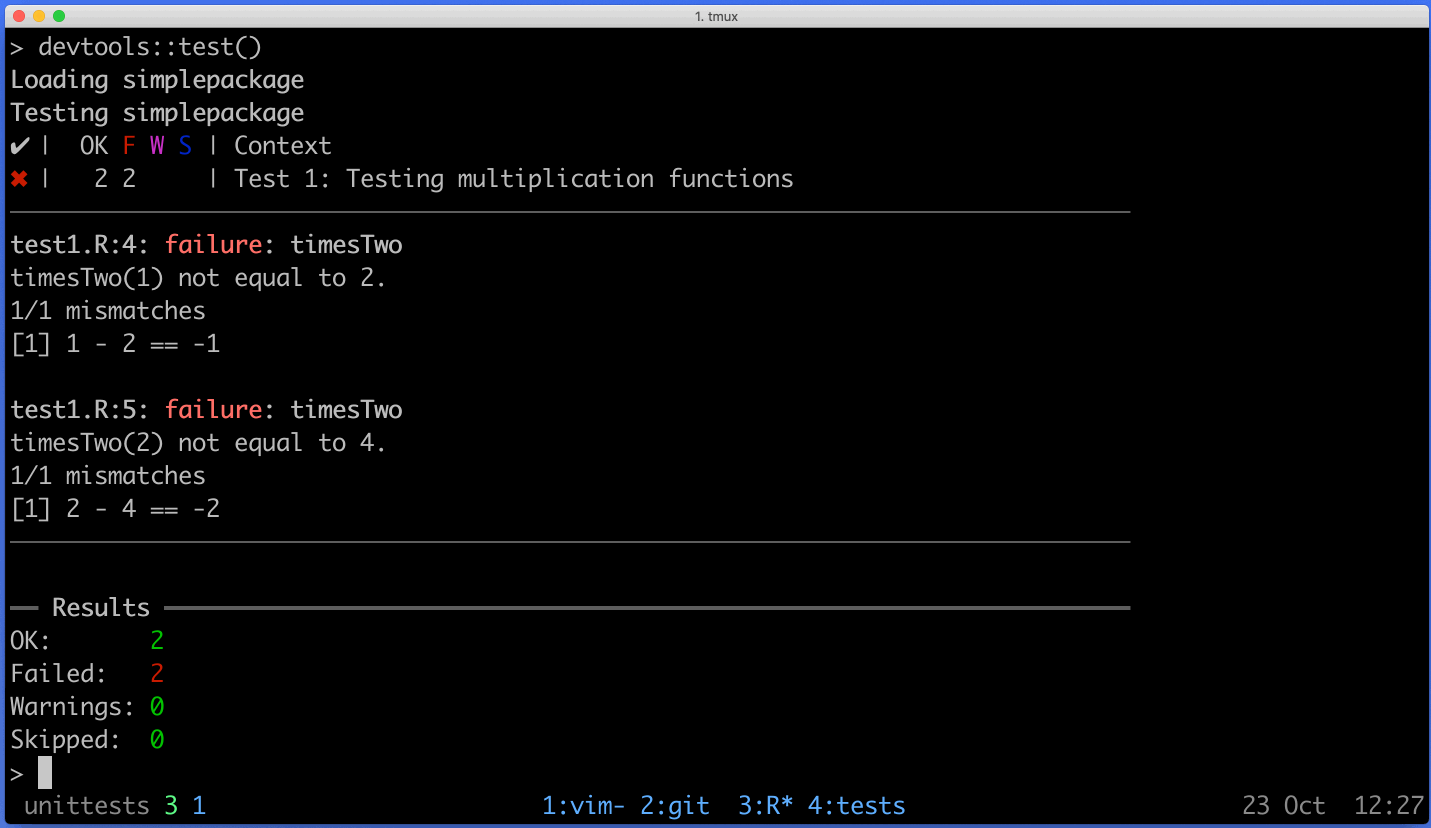 1. tmux
> devtools::test()
Loading simplepackage
Testing simplepackage
✔ |  OK F W S | Context
✖ |   2 2     | Test 1: Testing multiplication functions
test1.R:4: failure: timesTwo
timesTwo(1) not equal to 2.
1/1 mismatches
[1] 1 - 2 == -1
test1.R:5: failure: timesTwo
timesTwo(2) not equal to 4.
1/1 mismatches
[1] 2 - 4 == -2
══ Results ══
OK:       2
Failed:   2
Warnings: 0
Skipped:  0
>
unittests 3 1 1:vim- 2:git  3:R* 4:tests 23 Oct  12:27